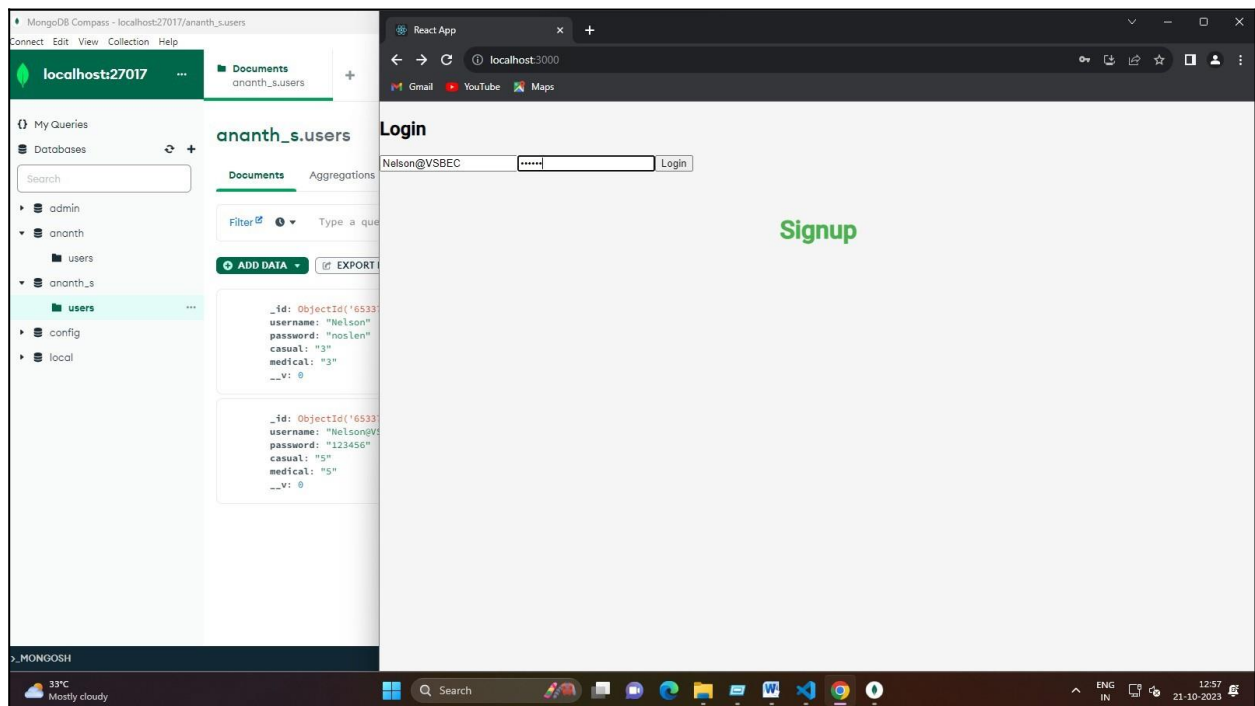 MongoDB Compass - localhost:27017/ananth_s.users
Connect Edit View Collection Help
localhost:27017 ...
Documents
ananth_s.users
+
{} My Queries
Databases
+
Search
admin
ananth
users
ananth_s
users ...
config
local
ananth_s.users
Documents Aggregations
Filter Type a que
+ ADD DATA EXPORT
_id: ObjectId('6533
username: "Nelson"
password: "noslen"
casual: "3"
medical: "3"
__v: 0
_id: ObjectId('6533
username: "Nelson@VS
password: "123456"
casual: "5"
medical: "5"
__v: 0
>_MONGOSH
React App × +
localhost:3000
Gmail YouTube Maps
Login
Nelson@VSBEC •••••• Login
Signup
33°C
Mostly cloudy
Search
ENG
IN
12:57
21-10-2023